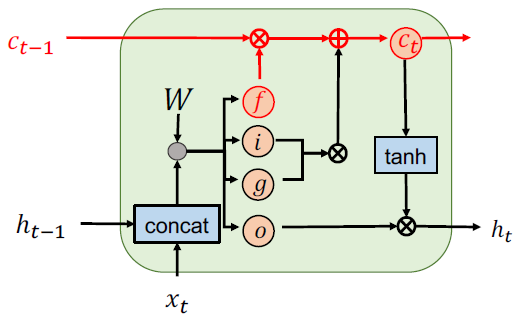 c_{t-1}
c_t
W
f
i
tanh
g
h_{t-1}
concat
o
h_t
x_t